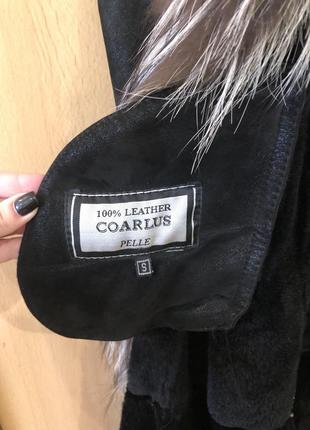 100% LEATHER
COARLUS
PELLE
S